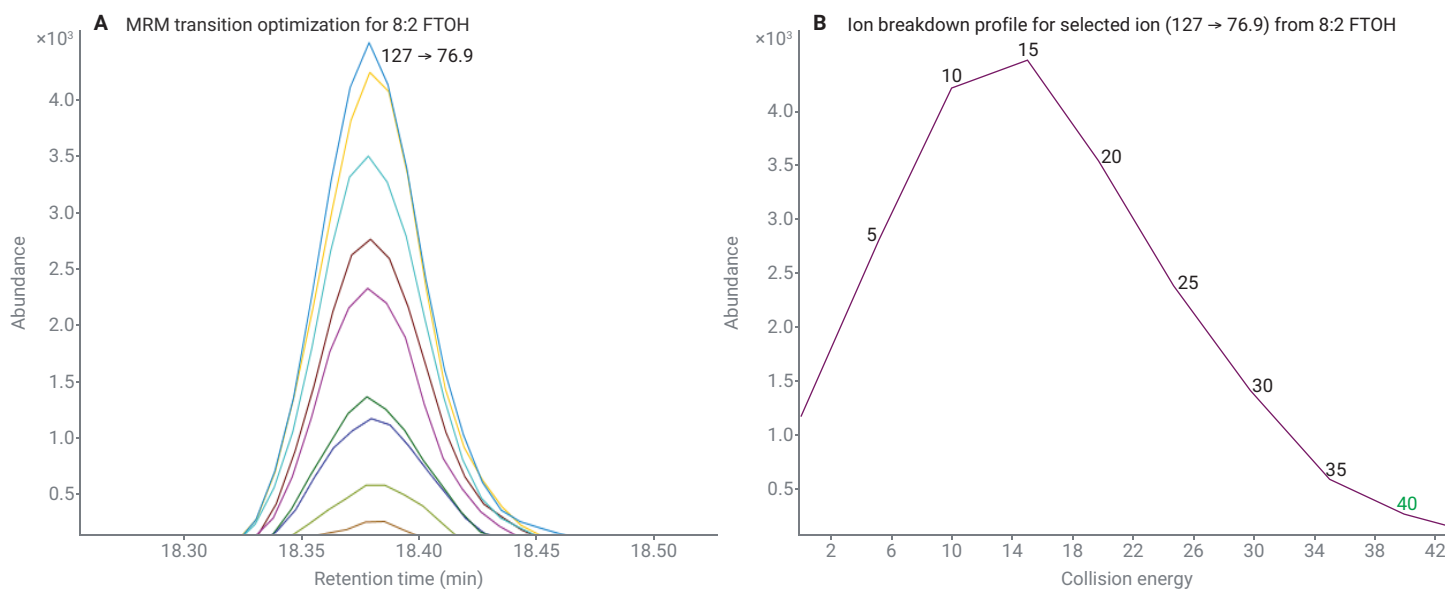 A MRM transition optimization for 8:2 FTOH
×10³
127 → 76.9
4.0
3.5
3.0
2.5
2.0
1.5
1.0
0.5
Abundance
18.30 18.35 18.40 18.45 18.50
Retention time (min)
B Ion breakdown profile for selected ion (127 → 76.9) from 8:2 FTOH
×10³
4.0
3.5
3.0
2.5
2.0
1.5
1.0
0.5
Abundance
5
10
15
20
25
30
35
40
2 6 10 14 18 22 26 30 34 38 42
Collision energy